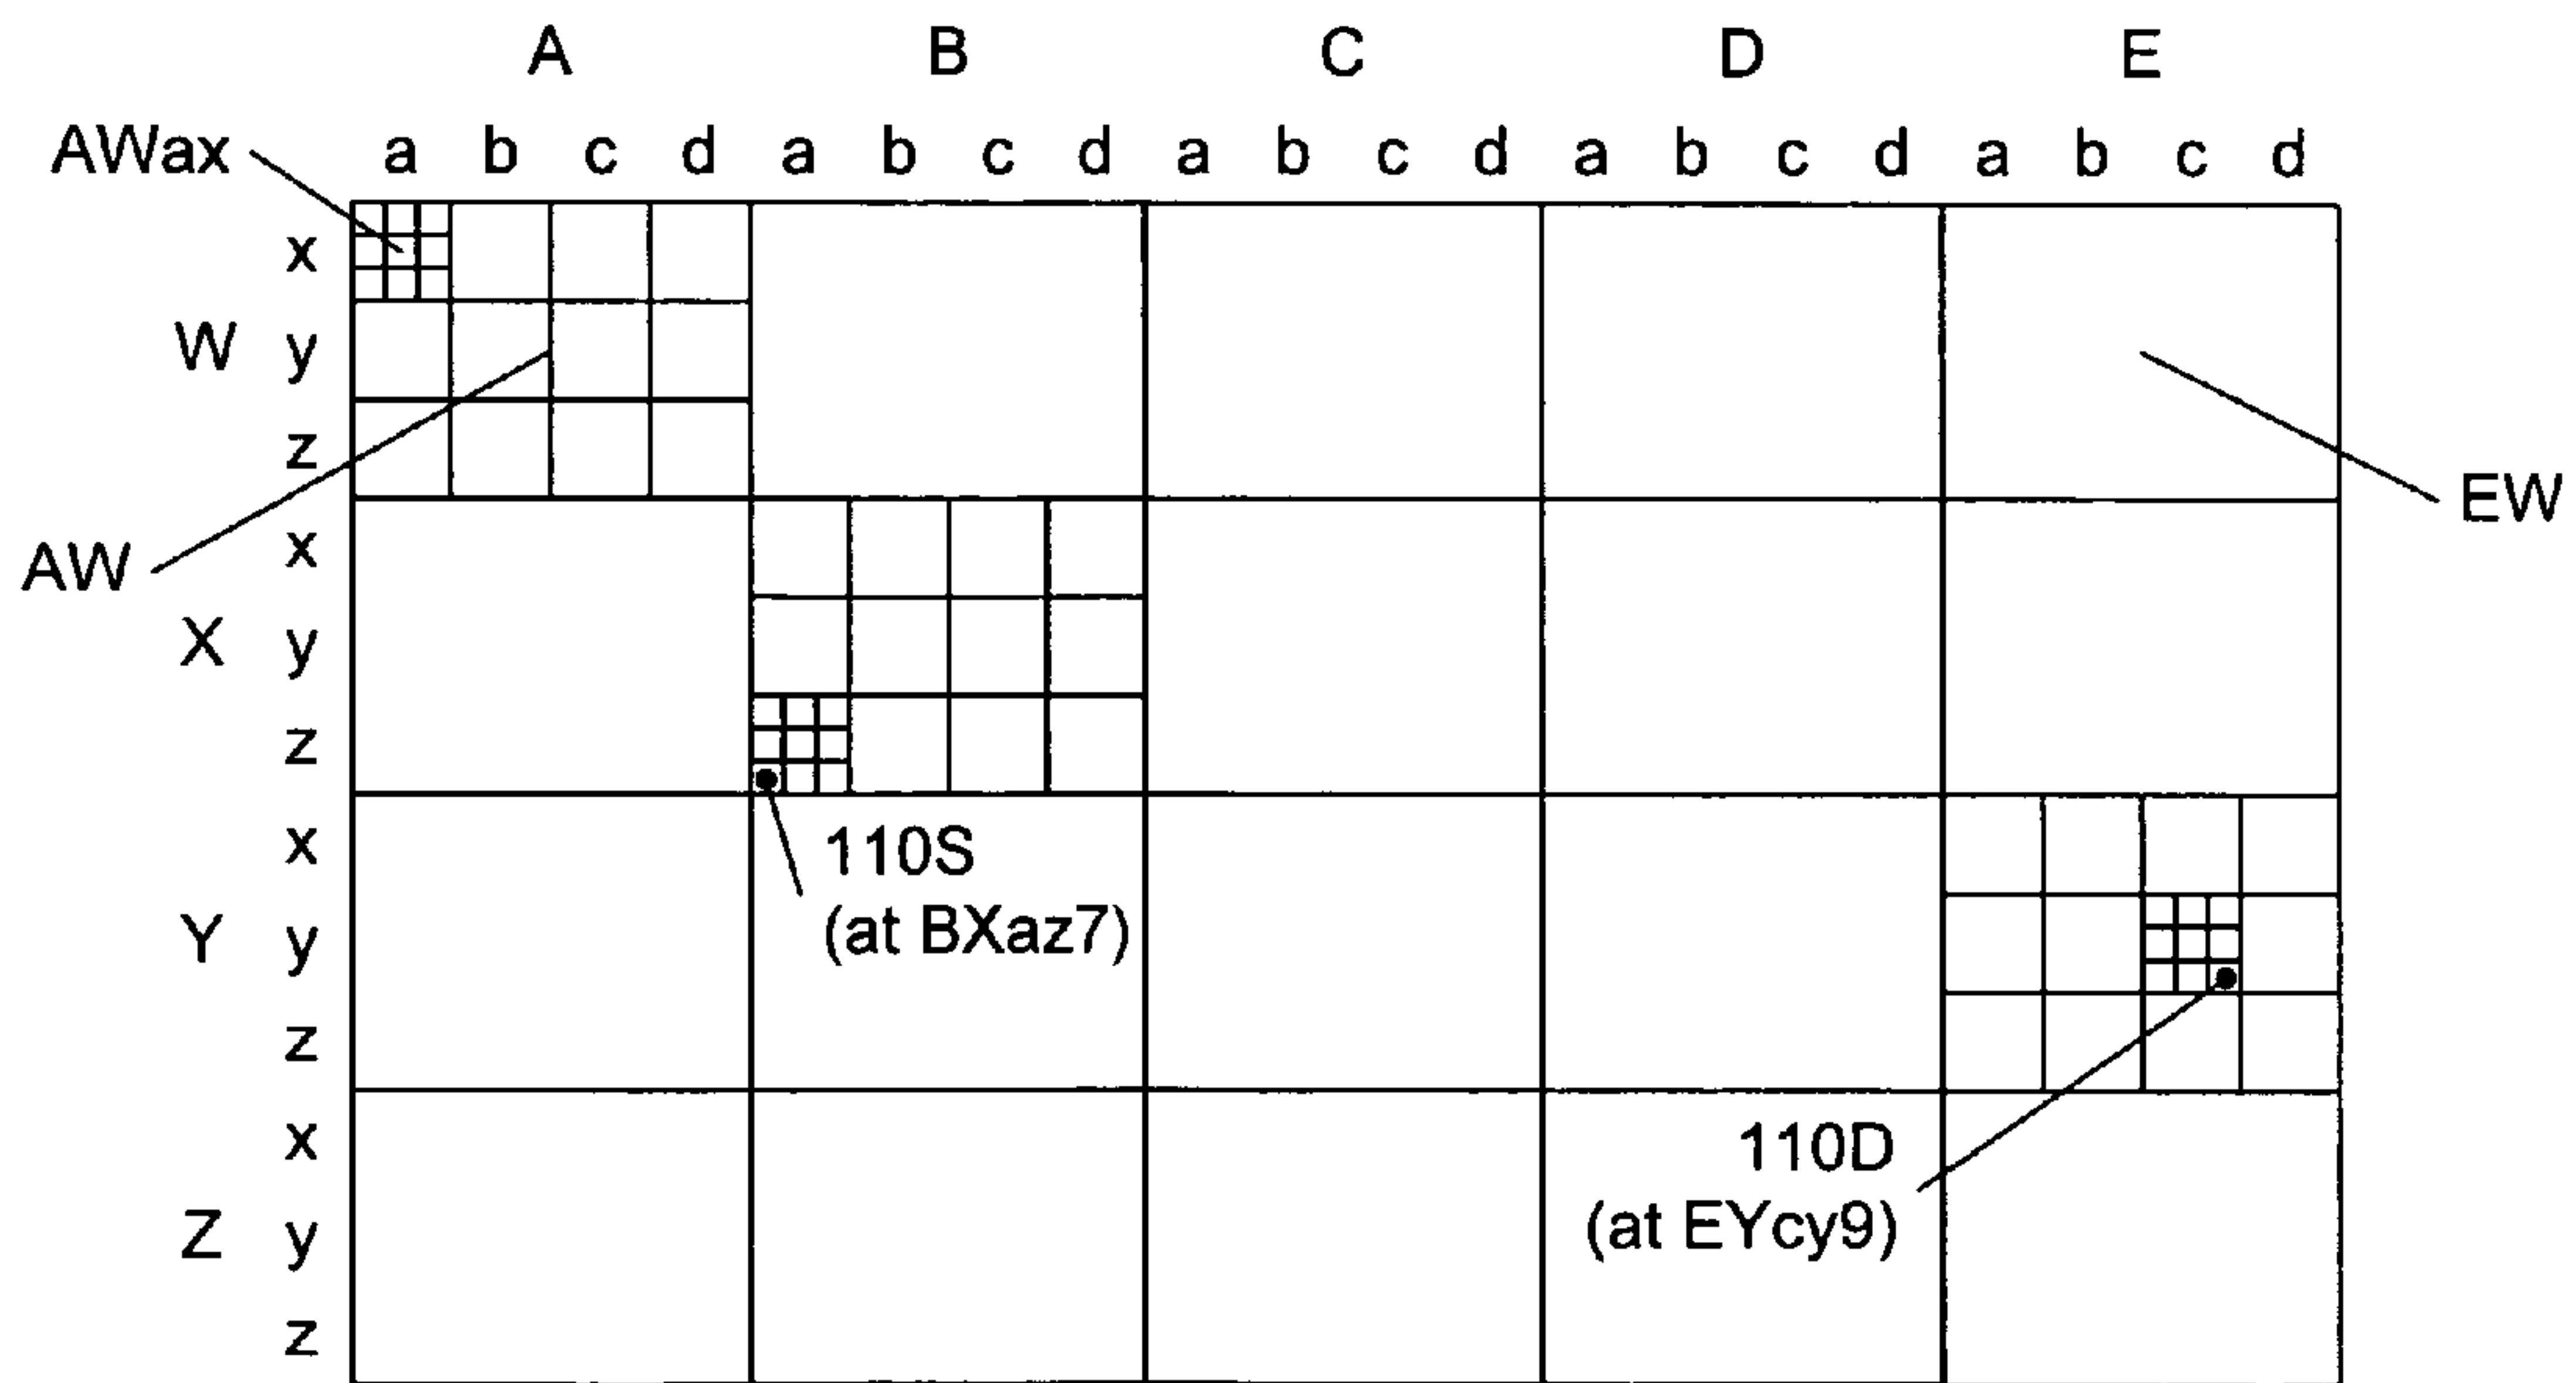 A B C D E
AWax a b c d a b c d a b c d a b c d a b c d
x
W y
z
EW
AW
x
X y
z
x
110S
(at BXaz7)
Y y
z
x
110D
(at EYcy9)
Z y
z